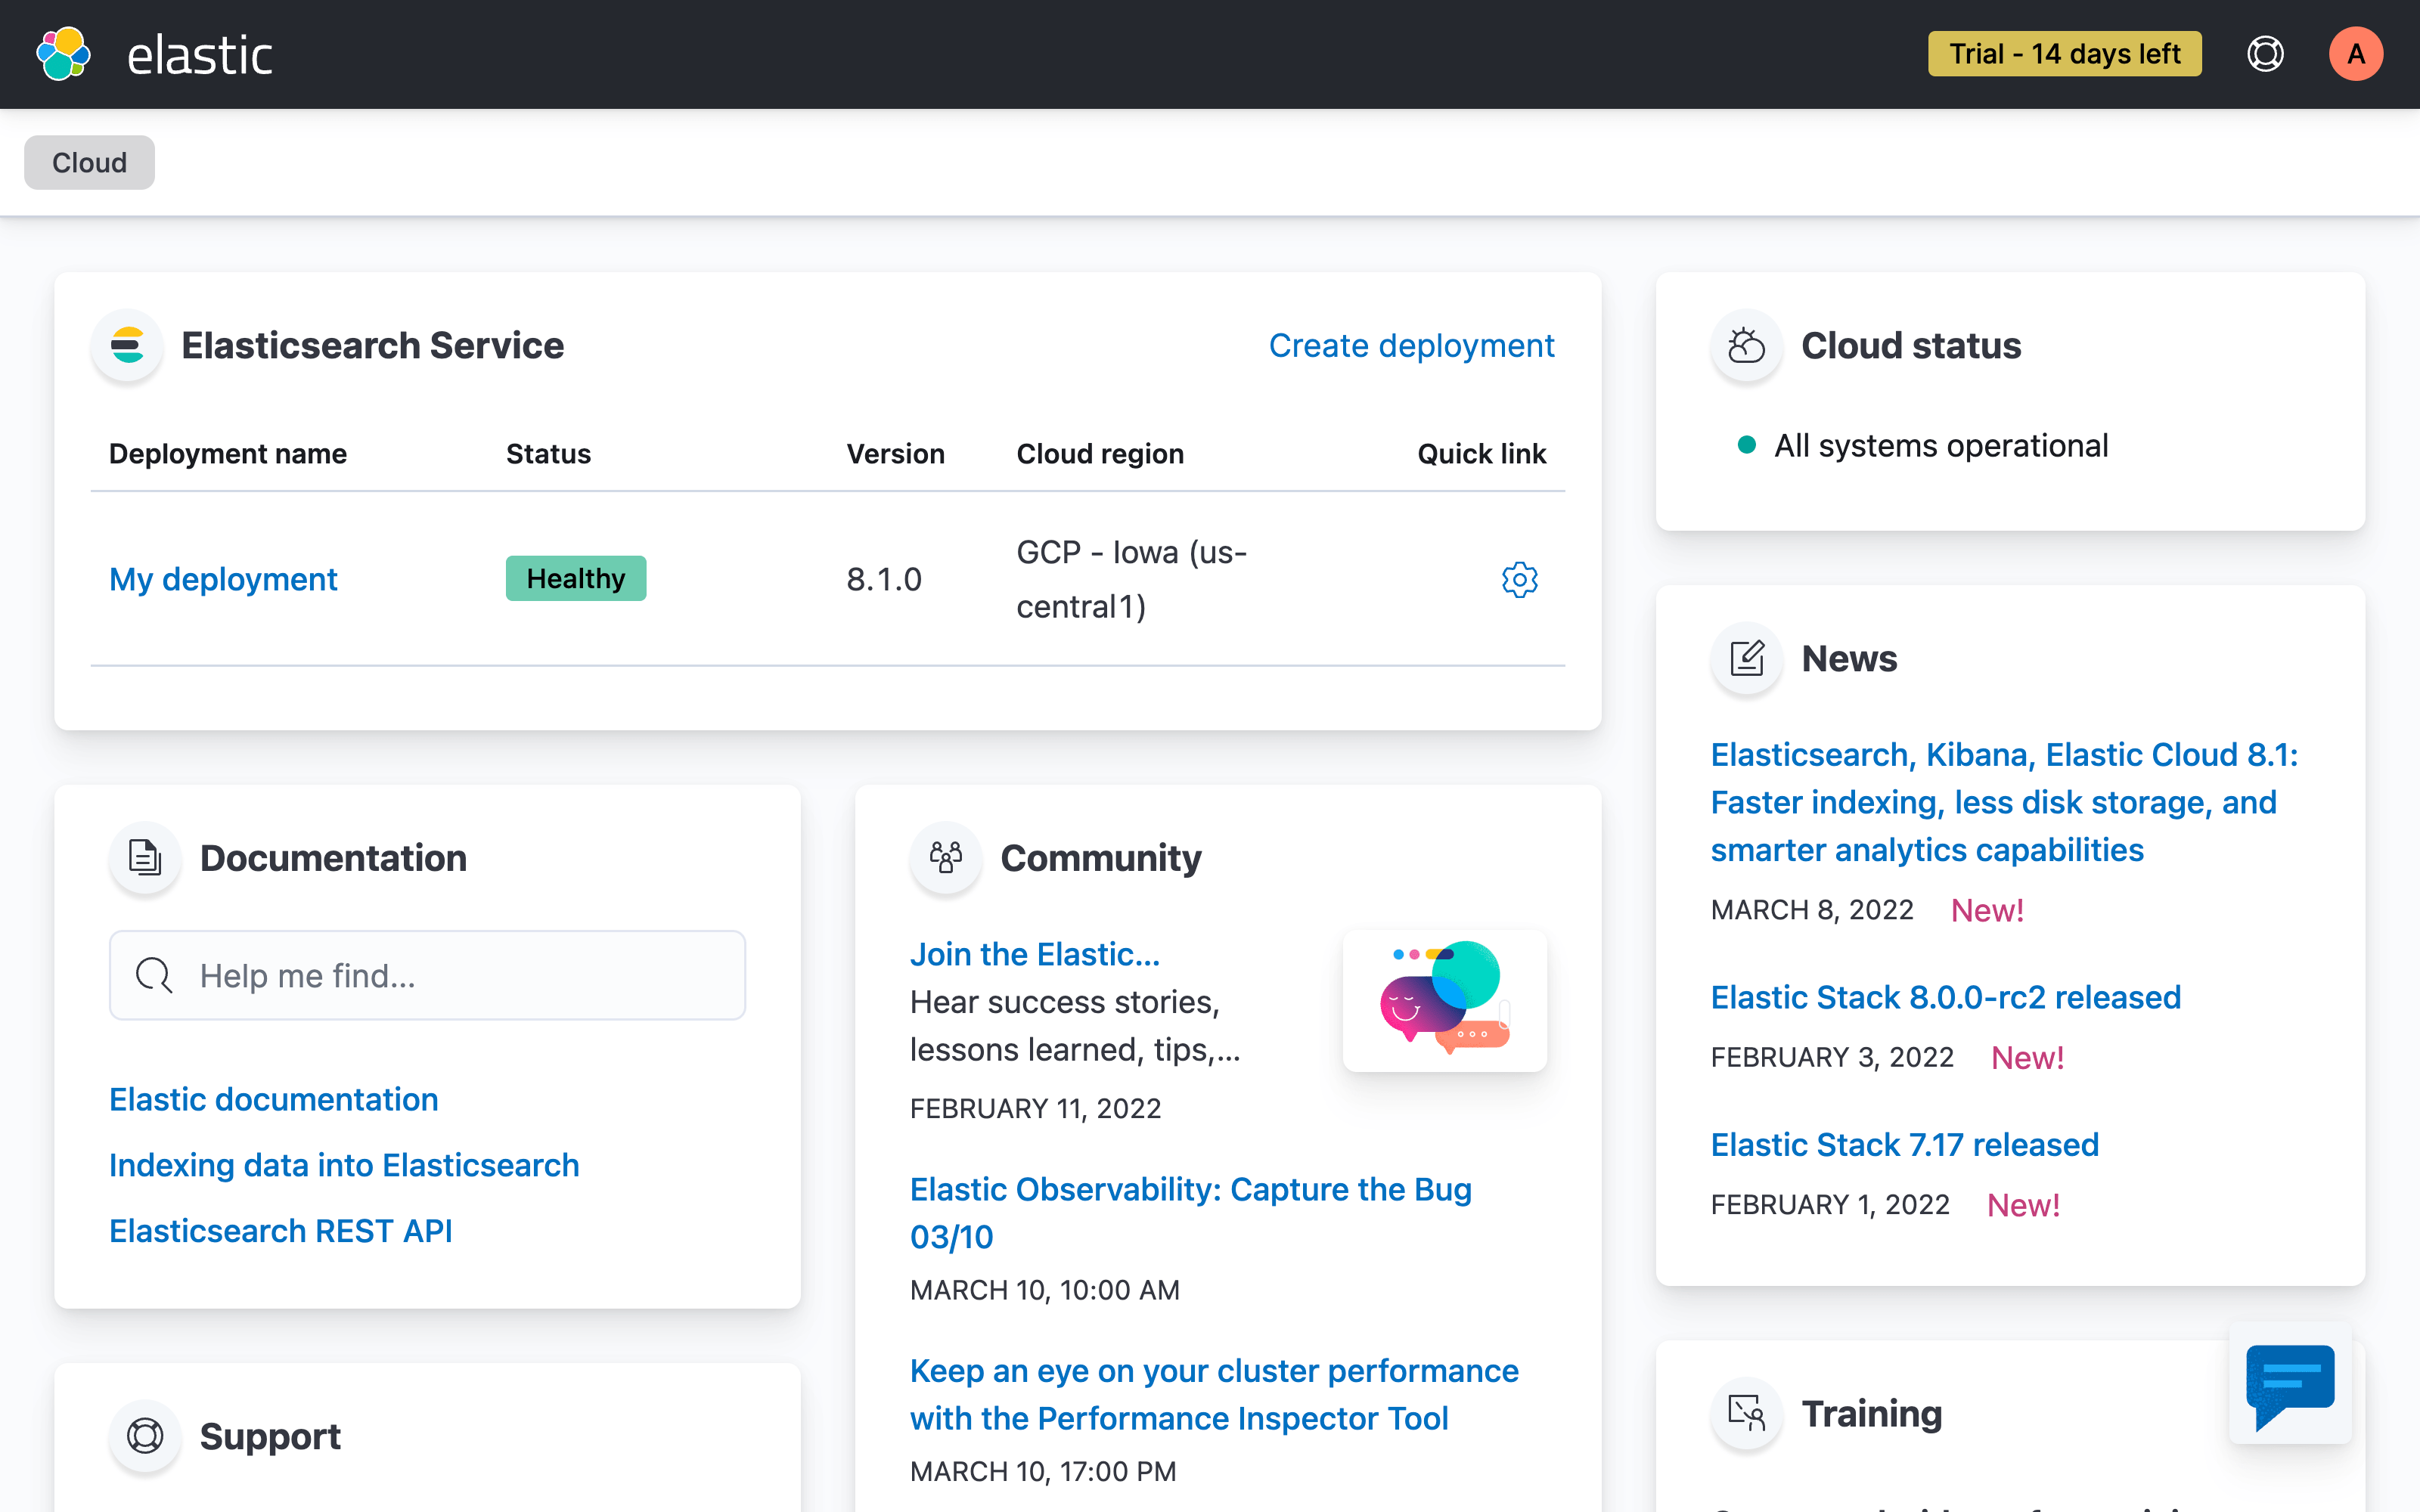 elastic
Trial - 14 days left
A
Cloud
Elasticsearch Service
Create deployment
Deployment name Status Version Cloud region Quick link
My deployment Healthy 8.1.0 GCP - Iowa (us-
central1)
Documentation
Help me find...
Elastic documentation
Indexing data into Elasticsearch
Elasticsearch REST API
Support
Community
Join the Elastic...
Hear success stories,
lessons learned, tips,...
FEBRUARY 11, 2022
Elastic Observability: Capture the Bug
03/10
MARCH 10, 10:00 AM
Keep an eye on your cluster performance
with the Performance Inspector Tool
MARCH 10, 17:00 PM
Cloud status
All systems operational
News
Elasticsearch, Kibana, Elastic Cloud 8.1:
Faster indexing, less disk storage, and
smarter analytics capabilities
MARCH 8, 2022 New!
Elastic Stack 8.0.0-rc2 released
FEBRUARY 3, 2022 New!
Elastic Stack 7.17 released
FEBRUARY 1, 2022 New!
Training